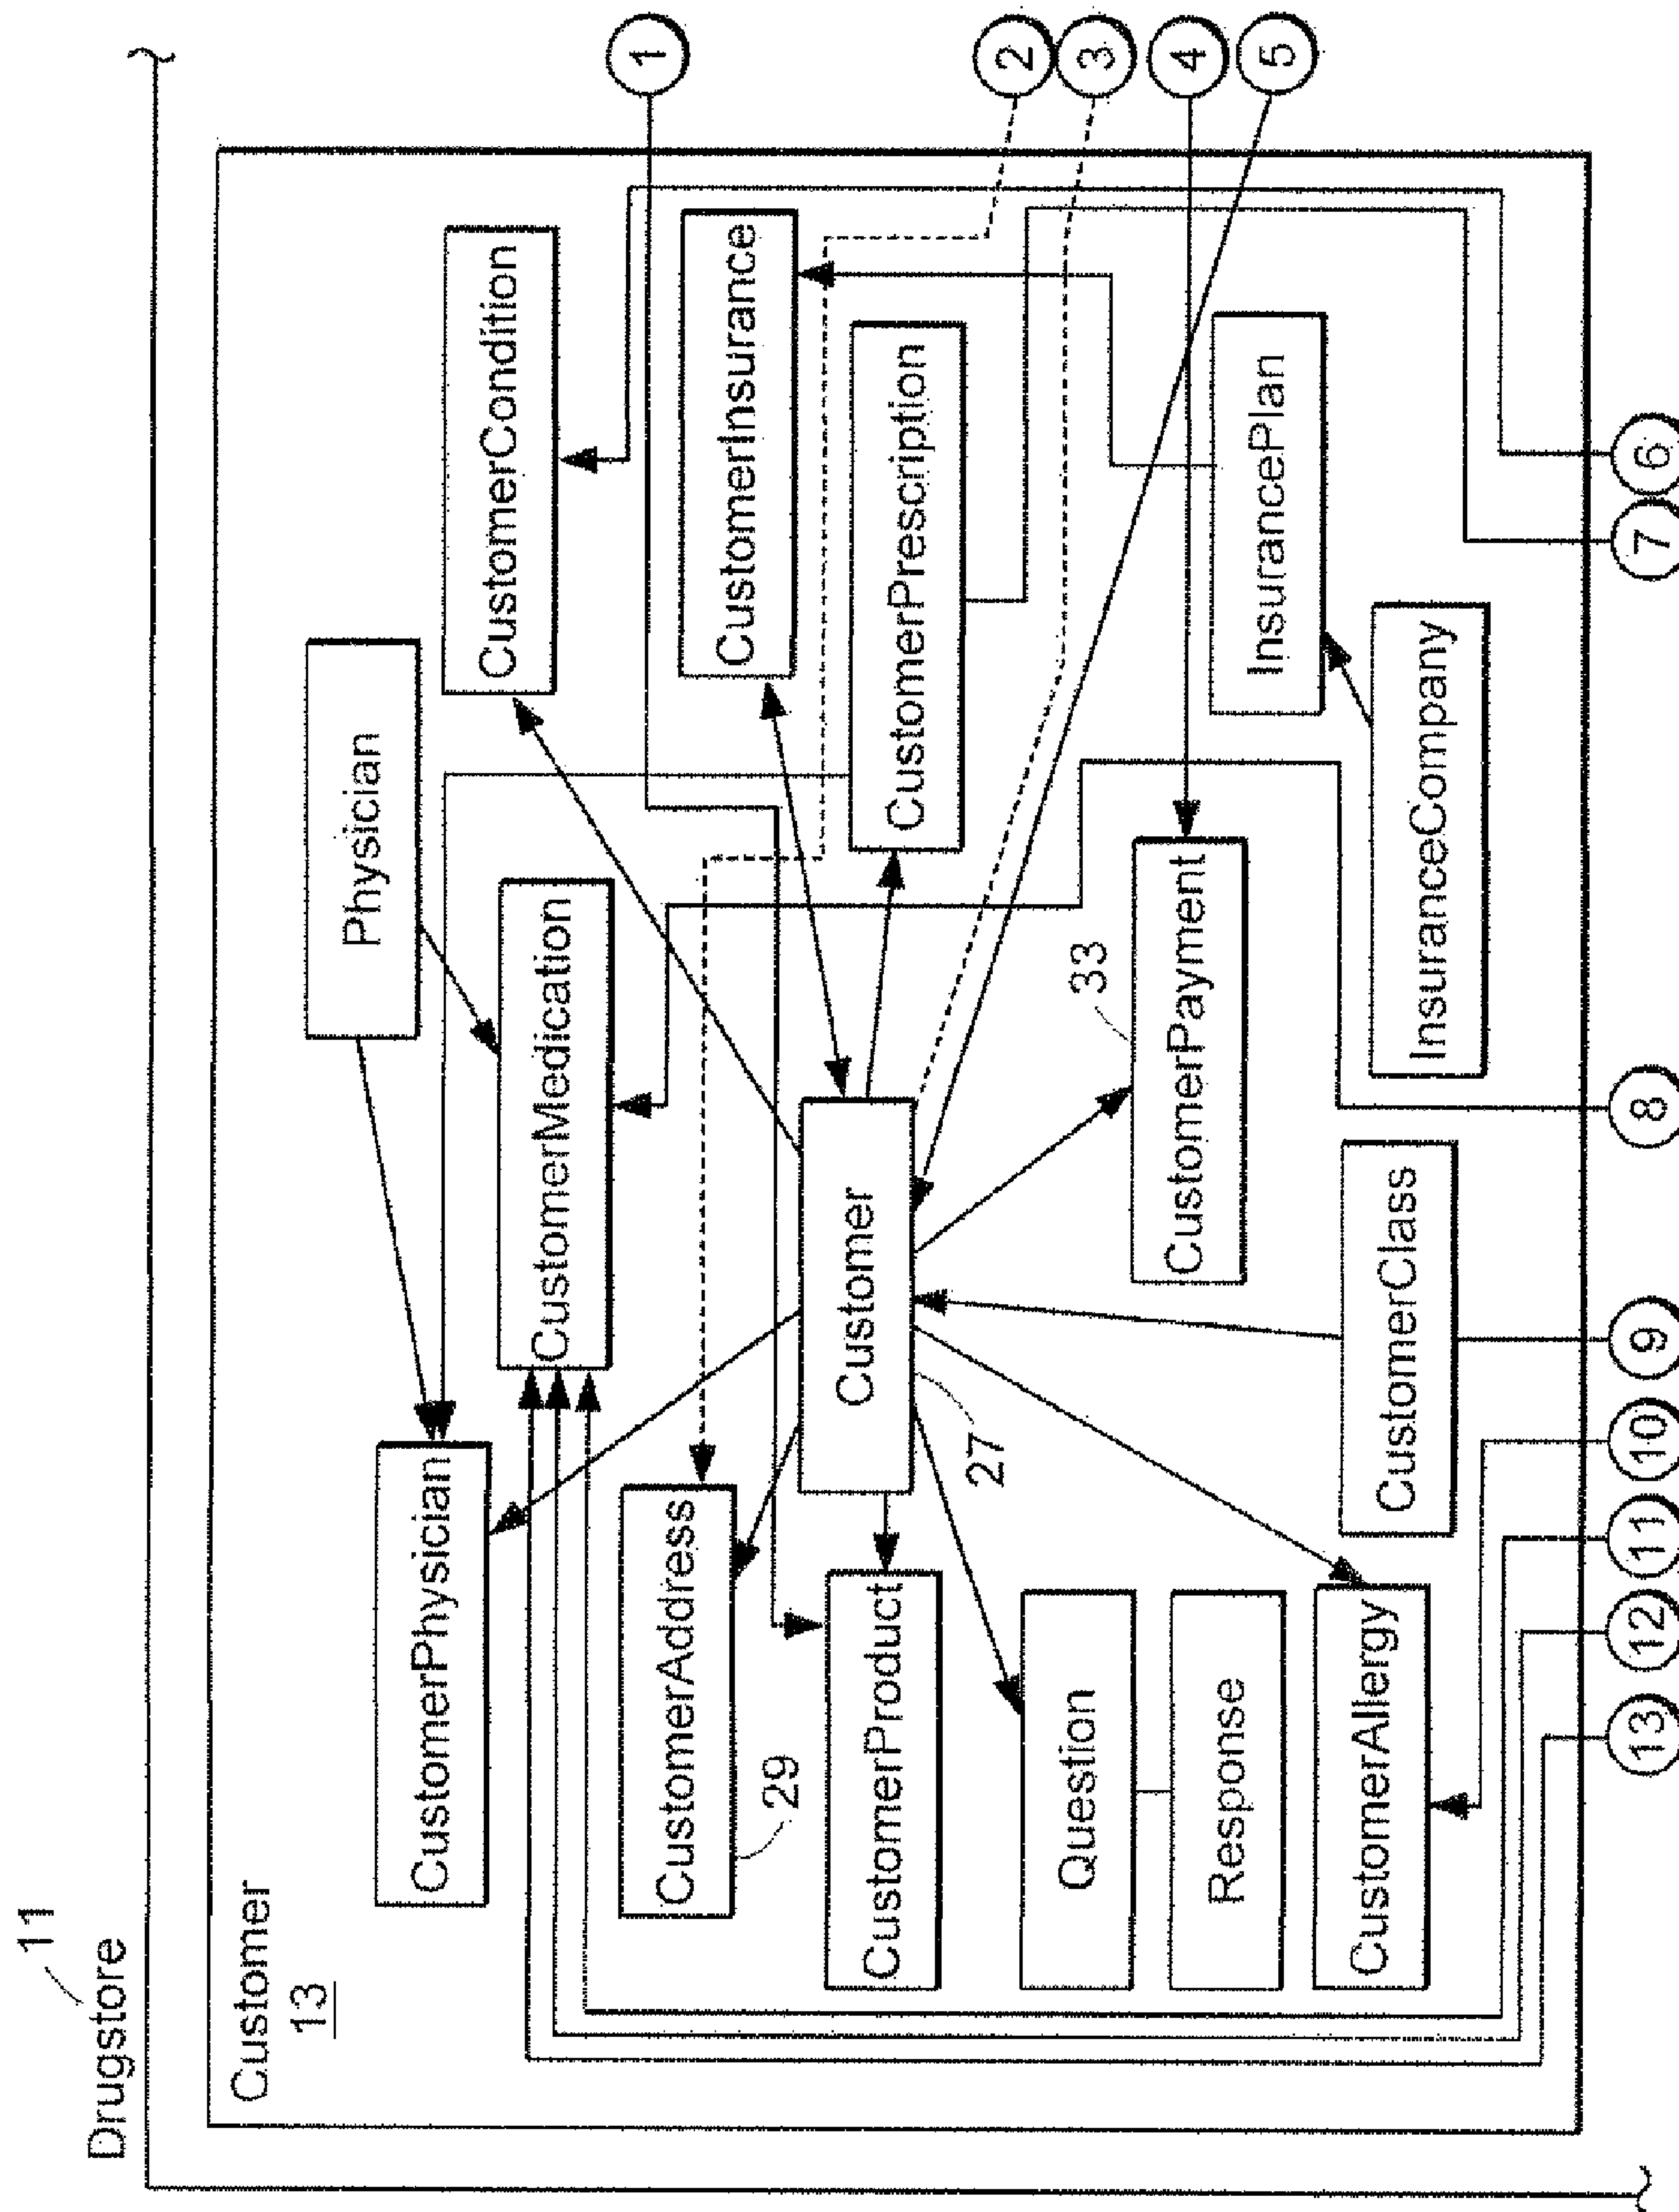 11
Drugstore
Customer
13
Physician
CustomerPhysician
CustomerCondition
CustomerMedication
1
CustomerAddress
CustomerInsurance
29
Customer
CustomerProduct
CustomerPrescription
27
2
Question
33
3
CustomerPayment
4
Response
InsurancePlan
5
CustomerAllergy
CustomerClass
InsuranceCompany
13 12 11 10 9 8 7 6